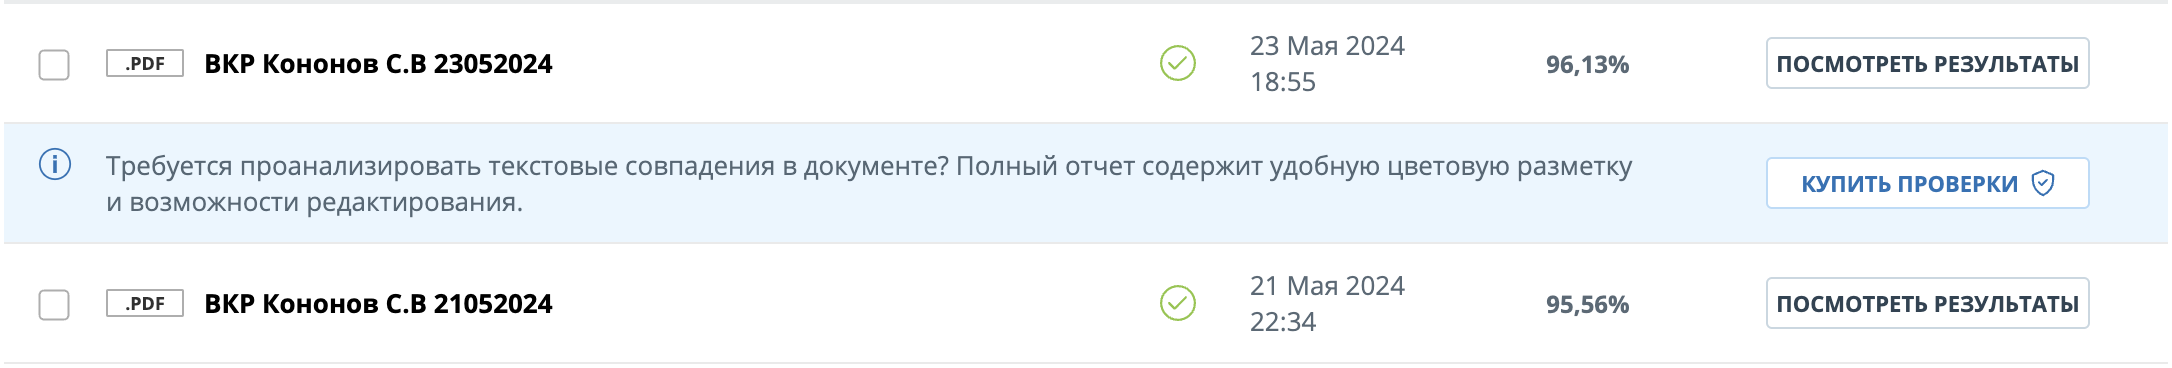 .PDF ВКР Кононов С.В 23052024 23 Мая 2024 18:55 96,13% ПОСМОТРЕТЬ РЕЗУЛЬТАТЫ
Требуется проанализировать текстовые совпадения в документе? Полный отчет содержит удобную цветовую разметку
и возможности редактирования.
КУПИТЬ ПРОВЕРКИ
.PDF ВКР Кононов С.В 21052024 21 Мая 2024 22:34 95,56% ПОСМОТРЕТЬ РЕЗУЛЬТАТЫ